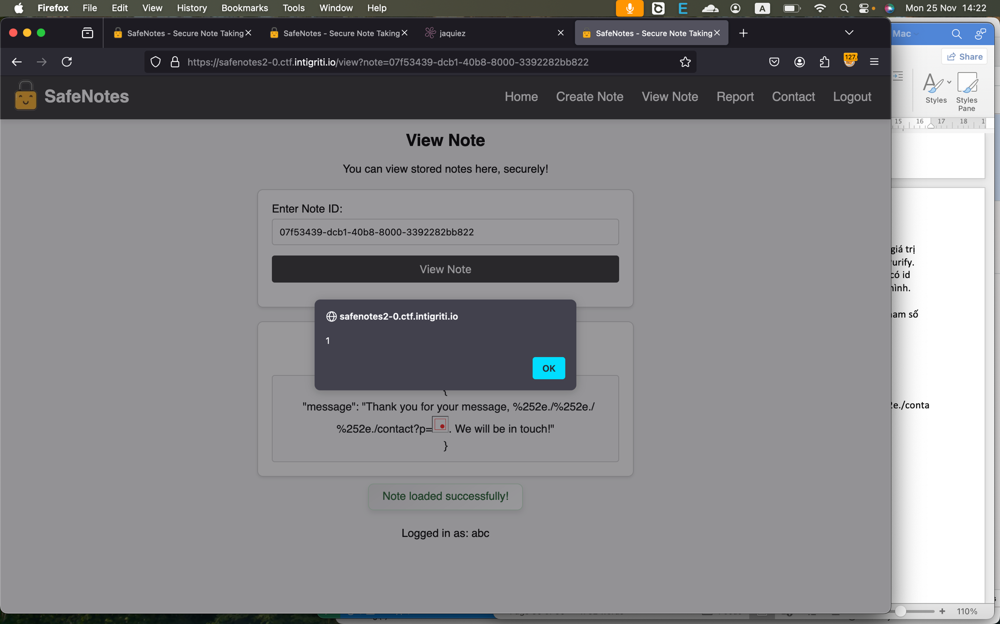 Firefox File Edit View History Bookmarks Tools Window Help
A
Mon 25 Nov 14:22
SafeNotes - Secure Note Taking
SafeNotes - Secure Note Taking
jaquiez
SafeNotes - Secure Note Taking
Mac
https://safenotes2-0.ctf.intigriti.io/view?note=07f53439-dcb1-40b8-8000-3392282bb822
127.
Share
SafeNotes
Home Create Note View Note Report Contact Logout
Styles
Styles Pane
15 16 17 18
View Note
You can view stored notes here, securely!
Enter Note ID:
07f53439-dcb1-40b8-8000-3392282bb822
View Note
safenotes2-0.ctf.intigriti.io
1
OK
{
"message": "Thank you for your message, %252e./%252e./
%252e./contact?p=. We will be in touch!"
}
Note loaded successfully!
Logged in as: abc
giá trị
urify.
có id
hình.
am số
e./conta
110%